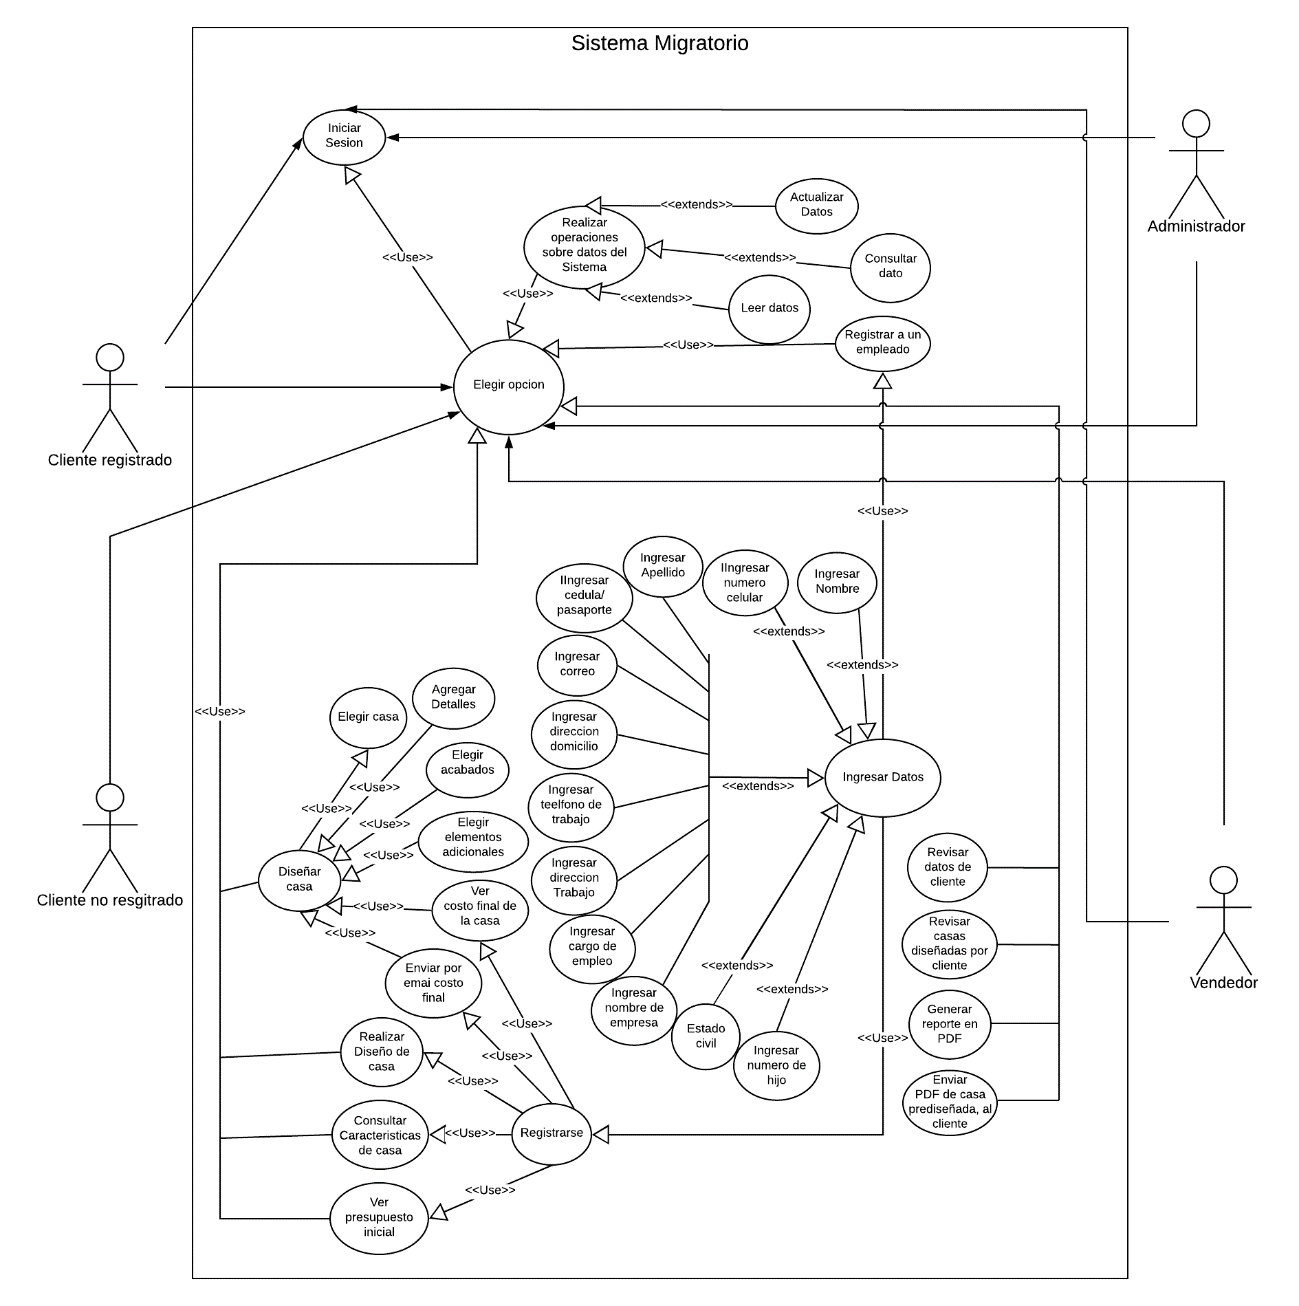 Sistema Migratorio
Iniciar
Sesion
Administrador
Actualizar
Datos
<<extends>>
Realizar
operaciones
sobre datos del
Sistema
<<Use>>
<<extends>>
Consultar
dato
<<Use>>
<<extends>>
Leer datos
Registrar a un
empleado
<<Use>>
Elegir opcion
Cliente registrado
<<Use>>
Ingresar
Apellido
IIngresar
numero
celular
Ingresar
Nombre
IIngresar
cedula/
pasaporte
<<extends>>
Ingresar
correo
<<extends>>
Agregar
Detalles
Elegir casa
<<Use>>
Ingresar
direccion
domicilio
Elegir
acabados
Ingresar Datos
<<extends>>
<<Use>>
<<Use>>
Ingresar
teelfono de
trabajo
<<Use>>
Elegir
elementos
adicionales
<<Use>>
Diseñar
casa
Ingresar
direccion
Trabajo
Revisar
datos de
cliente
Cliente no resgitrado
Ver
costo final de
la casa
<<Use>>
<<Use>>
Ingresar
cargo de
empleo
Revisar
casas
diseñadas por
cliente
Vendedor
Enviar por
emai costo
final
<<extends>>
<<extends>>
Ingresar
nombre de
empresa
Generar
reporte en
PDF
<<Use>>
Estado
civil
<<Use>>
Realizar
Diseño de
casa
<<Use>>
Ingresar
numero de
hijo
<<Use>>
Enviar
PDF de casa
prediseñada, al
cliente
Consultar
Caracteristicas
de casa
<<Use>>
Registrarse
<<Use>>
Ver
presupuesto
inicial